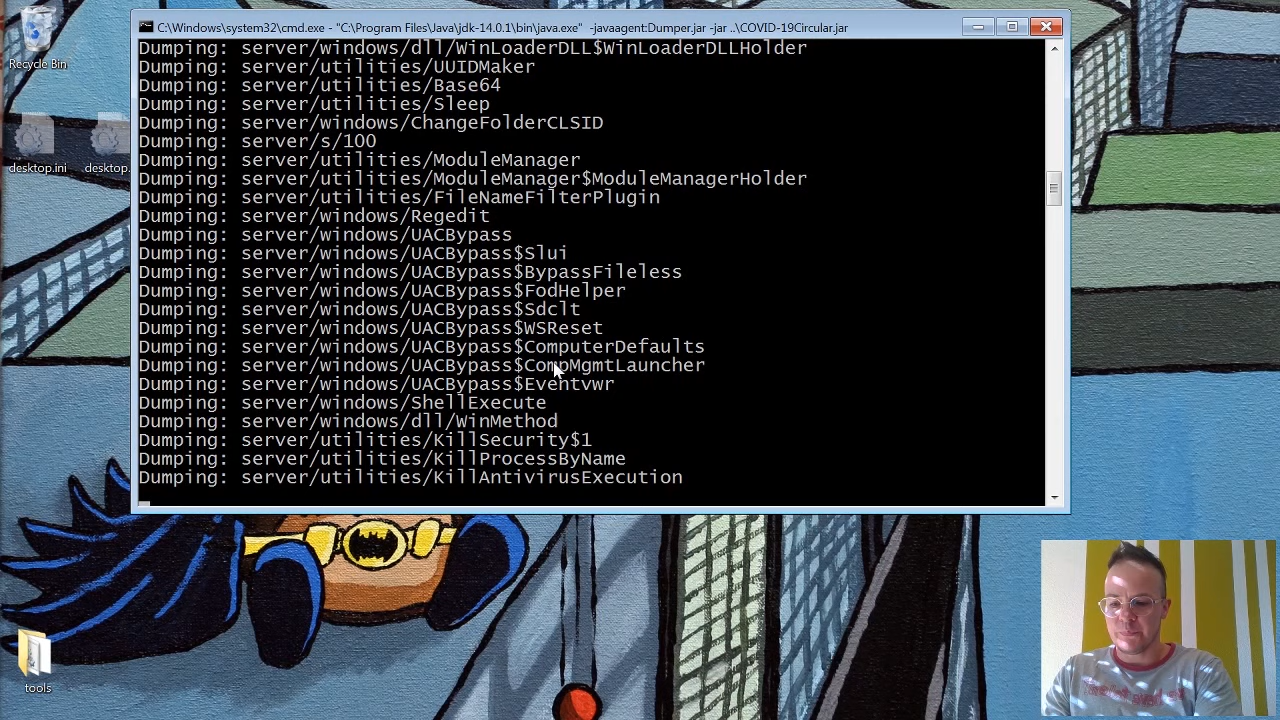 C:\Windows\system32\cmd.exe - "C:\Program Files\Java\jdk-14.0.1\bin\java.exe" -javaagent:Dumper.jar -jar ..\COVID-19Circular.jar
Dumping: server/windows/dll/WinLoaderDLL$WinLoaderDLLHolder
Dumping: server/utilities/UUIDMaker
Dumping: server/utilities/Base64
Dumping: server/utilities/Sleep
Dumping: server/windows/ChangeFolderCLSID
Dumping: server/s/100
Dumping: server/utilities/ModuleManager
Dumping: server/utilities/ModuleManager$ModuleManagerHolder
Dumping: server/utilities/FileNameFilterPlugin
Dumping: server/windows/Regedit
Dumping: server/windows/UACBypass
Dumping: server/windows/UACBypass$Slui
Dumping: server/windows/UACBypass$BypassFileless
Dumping: server/windows/UACBypass$FodHelper
Dumping: server/windows/UACBypass$Sdclt
Dumping: server/windows/UACBypass$WSReset
Dumping: server/windows/UACBypass$ComputerDefaults
Dumping: server/windows/UACBypass$CompMgmtLauncher
Dumping: server/windows/UACBypass$Eventvwr
Dumping: server/windows/ShellExecute
Dumping: server/windows/dll/WinMethod
Dumping: server/utilities/KillSecurity$1
Dumping: server/utilities/KillProcessByName
Dumping: server/utilities/KillAntivirusExecution
Recycle Bin
desktop.ini
desktop.
tools